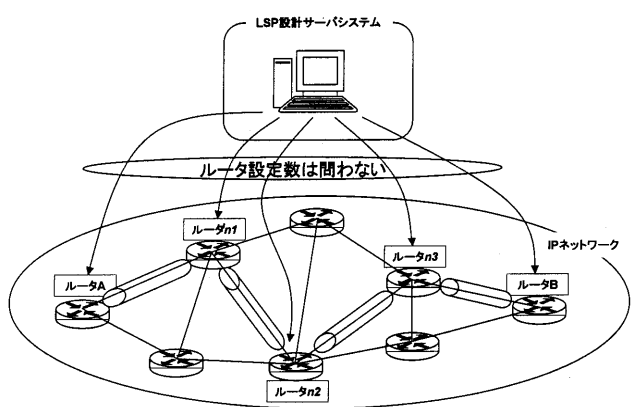 LSP設計サーバシステム
ルータ設定数は問わない
ルータn1
IPネットワーク
ルータn3
ルータA
ルータB
ルータn2